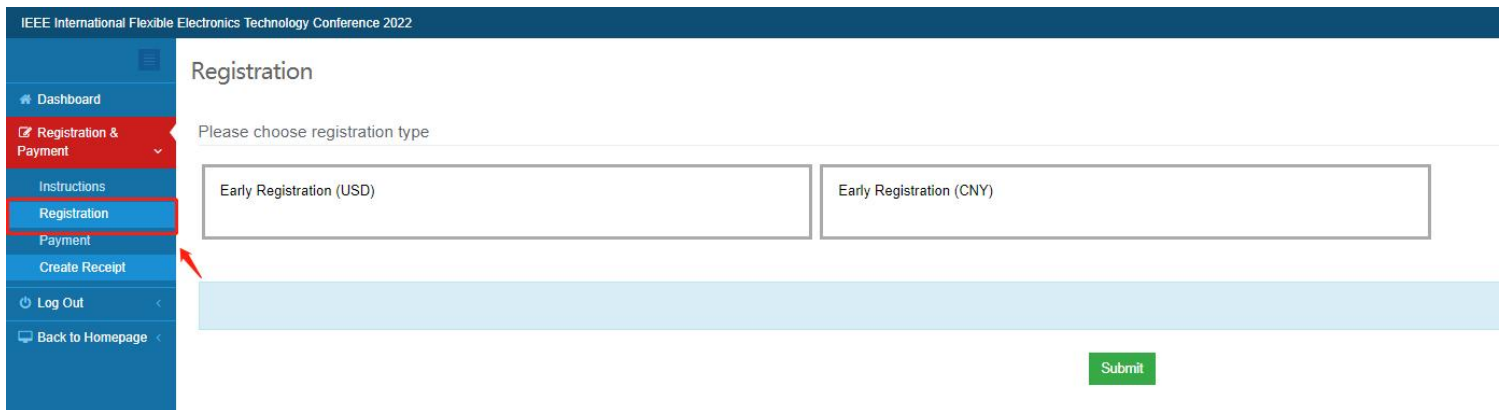 IEEE International Flexible Electronics Technology Conference 2022
Registration
Dashboard
Registration &
Payment
Please choose registration type
Instructions
Early Registration (USD)
Early Registration (CNY)
Registration
Payment
Create Receipt
Log Out
Back to Homepage
Submit